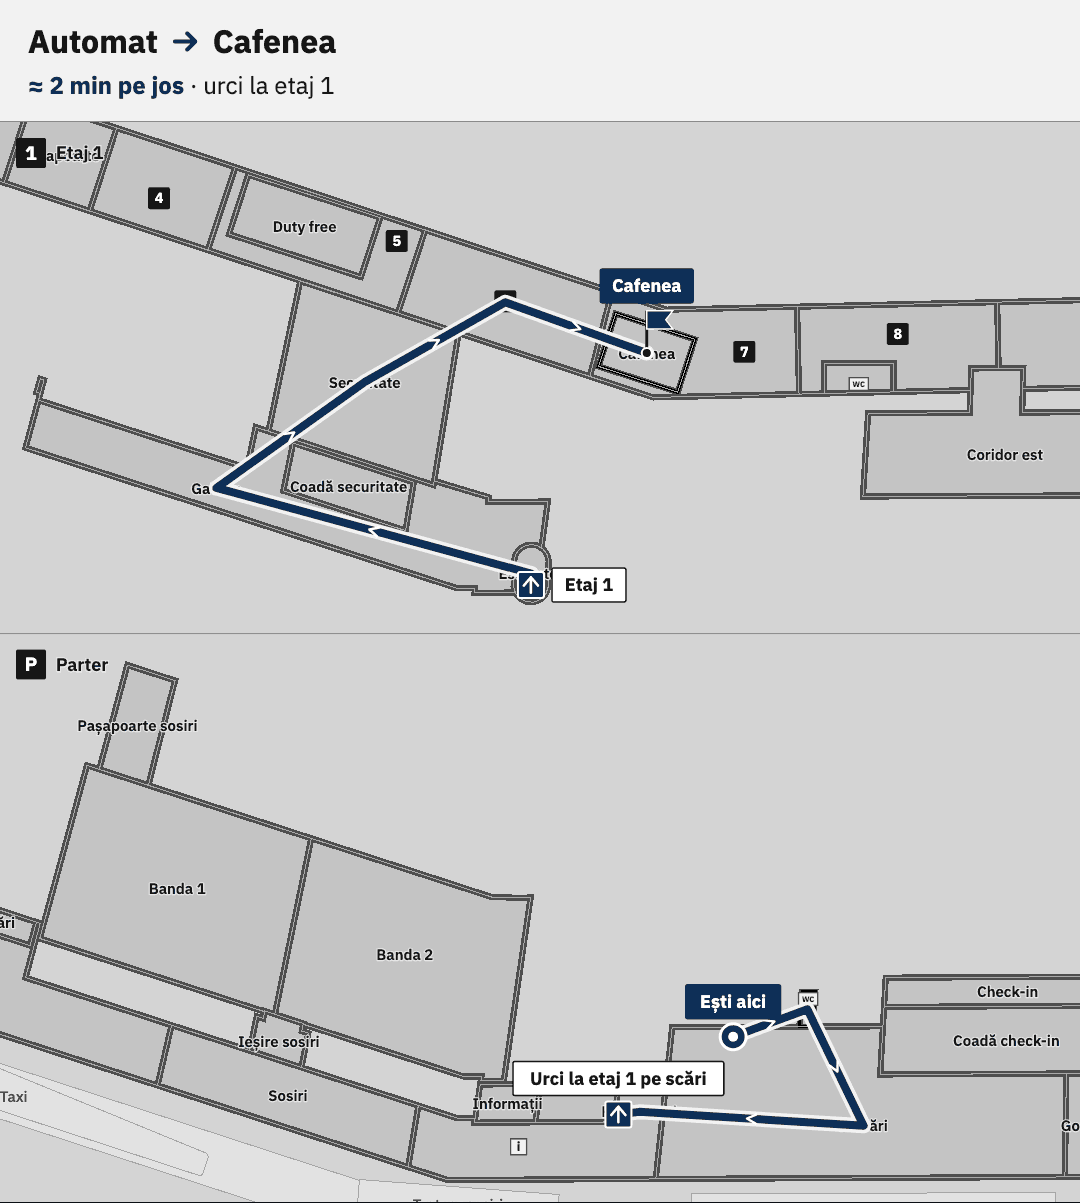 Automat → Cafenea
≈ 2 min pe jos · urci la etaj 1
1 Etaj 1
4
Duty free
5
Cafenea
7
8
wc
Securitate
Coridor est
Coadă securitate
Etaj 1
P Parter
Pașapoarte sosiri
Banda 1
Banda 2
Ești aici
wc
Check-in
Coadă check-in
Ieșire sosiri
Urci la etaj 1 pe scări
Taxi
Sosiri
Informații
i